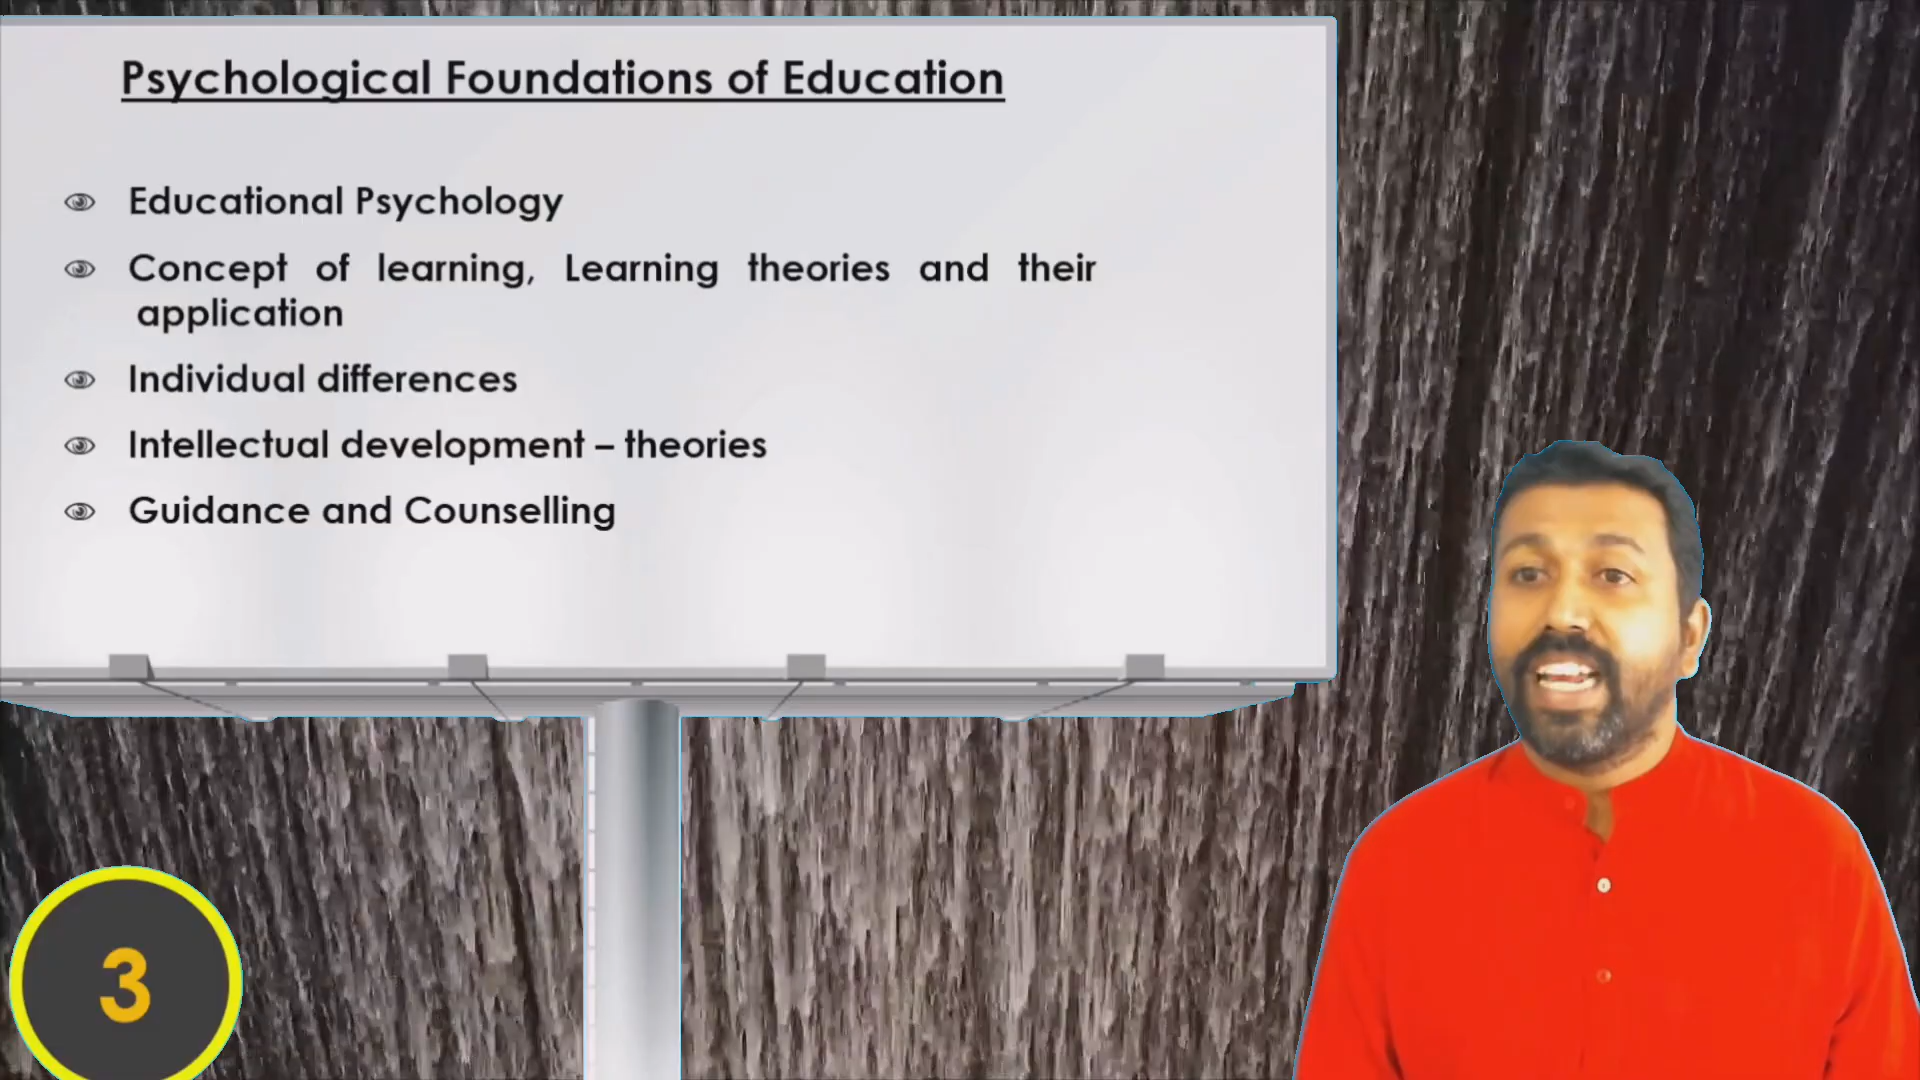 Psychological Foundations of Education
Educational Psychology
Concept of learning, Learning theories and their
application
Individual differences
Intellectual development – theories
Guidance and Counselling
3